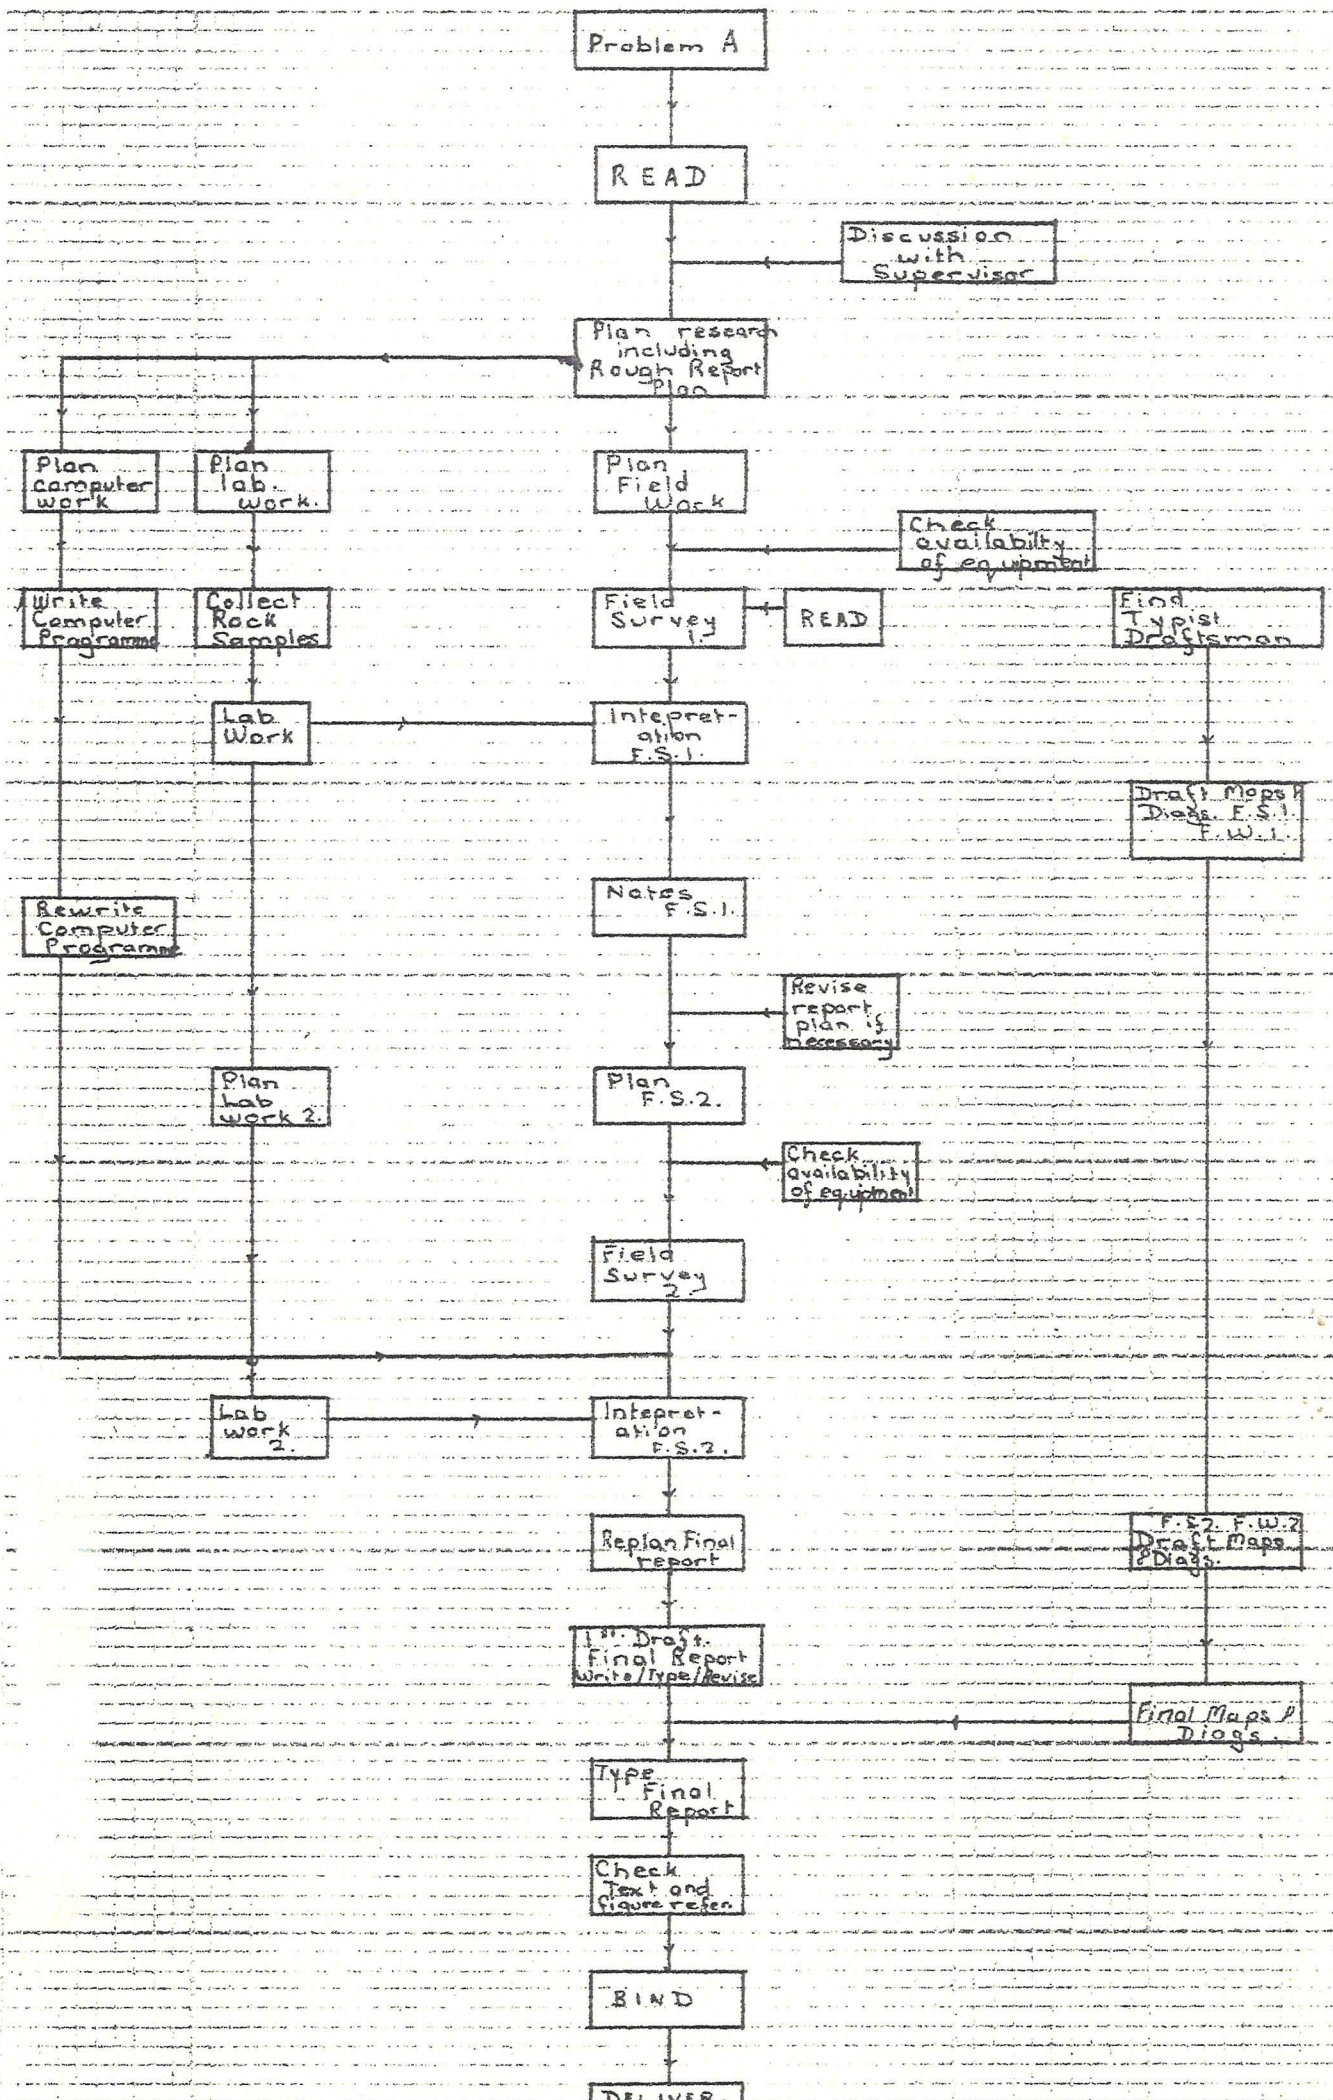 Problem A
READ
Discussion
with
Supervisor
Plan research
including
Rough Report
Plan
Plan
computer
work
Plan
lab.
work.
Plan
Field
Work
Check
availabilty
of equipment
Write
Computer
Programme
Collect
Rock
Samples
Field
Survey
1.
READ
Find
Typist
Draftsman
Lab
Work
Intepret-
ation
F.S.1.
Draft Maps &
Diags. F.S.1.
F.W.1.
Rewrite
Computer
Programme
Notes
F.S.1.
Revise
report
plan if
necessary
Plan
Lab
work 2.
Plan
F.S.2.
Check
availability
of equipment
Field
Survey
2.
Lab
work
2.
Intepret-
ation
F.S.2.
Replan Final
report
F.S.2. F.W.2
Draft Maps
& Diags.
Draft.
Final Report
Write/Type/Revise
Final Maps &
Diags.
Type
Final
Report
Check
Text and
figure refer.
BIND
DELIVER.